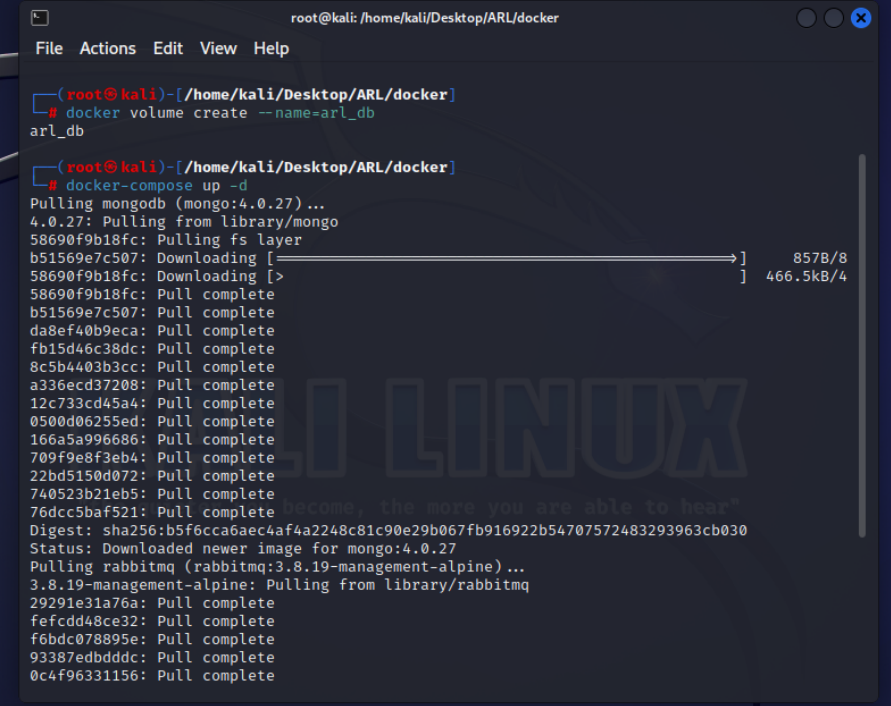 root@kali: /home/kali/Desktop/ARL/docker
File Actions Edit View Help
┌──(root㉿kali)-[/home/kali/Desktop/ARL/docker]
└─# docker volume create --name=arl_db
arl_db
┌──(root㉿kali)-[/home/kali/Desktop/ARL/docker]
└─# docker-compose up -d
Pulling mongodb (mongo:4.0.27)...
4.0.27: Pulling from library/mongo
58690f9b18fc: Pulling fs layer
b51569e7c507: Downloading [==================================================>] 857B/8
58690f9b18fc: Downloading [> ] 466.5kB/4
58690f9b18fc: Pull complete
b51569e7c507: Pull complete
da8ef40b9eca: Pull complete
fb15d46c38dc: Pull complete
8c5b4403b3cc: Pull complete
a336ecd37208: Pull complete
12c733cd45a4: Pull complete
0500d06255ed: Pull complete
166a5a996686: Pull complete
709f9e8f3eb4: Pull complete
22bd5150d072: Pull complete
740523b21eb5: Pull complete
76dcc5baf521: Pull complete
Digest: sha256:b5f6cca6aec4af4a2248c81c90e29b067fb916922b54707572483293963cb030
Status: Downloaded newer image for mongo:4.0.27
Pulling rabbitmq (rabbitmq:3.8.19-management-alpine)...
3.8.19-management-alpine: Pulling from library/rabbitmq
29291e31a76a: Pull complete
fefcdd48ce32: Pull complete
f6bdc078895e: Pull complete
93387edbdddc: Pull complete
0c4f96331156: Pull complete
KALI LINUX
become, the more you are able to hear"